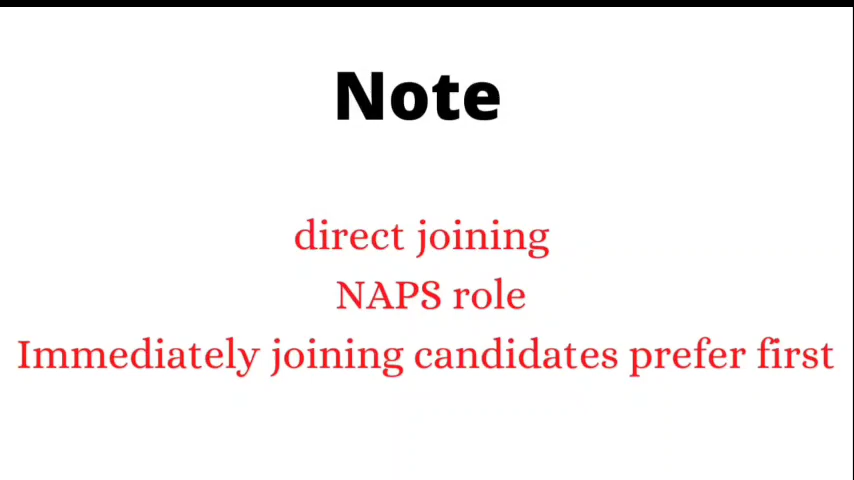 Note
direct joining
NAPS role
Immediately joining candidates prefer first